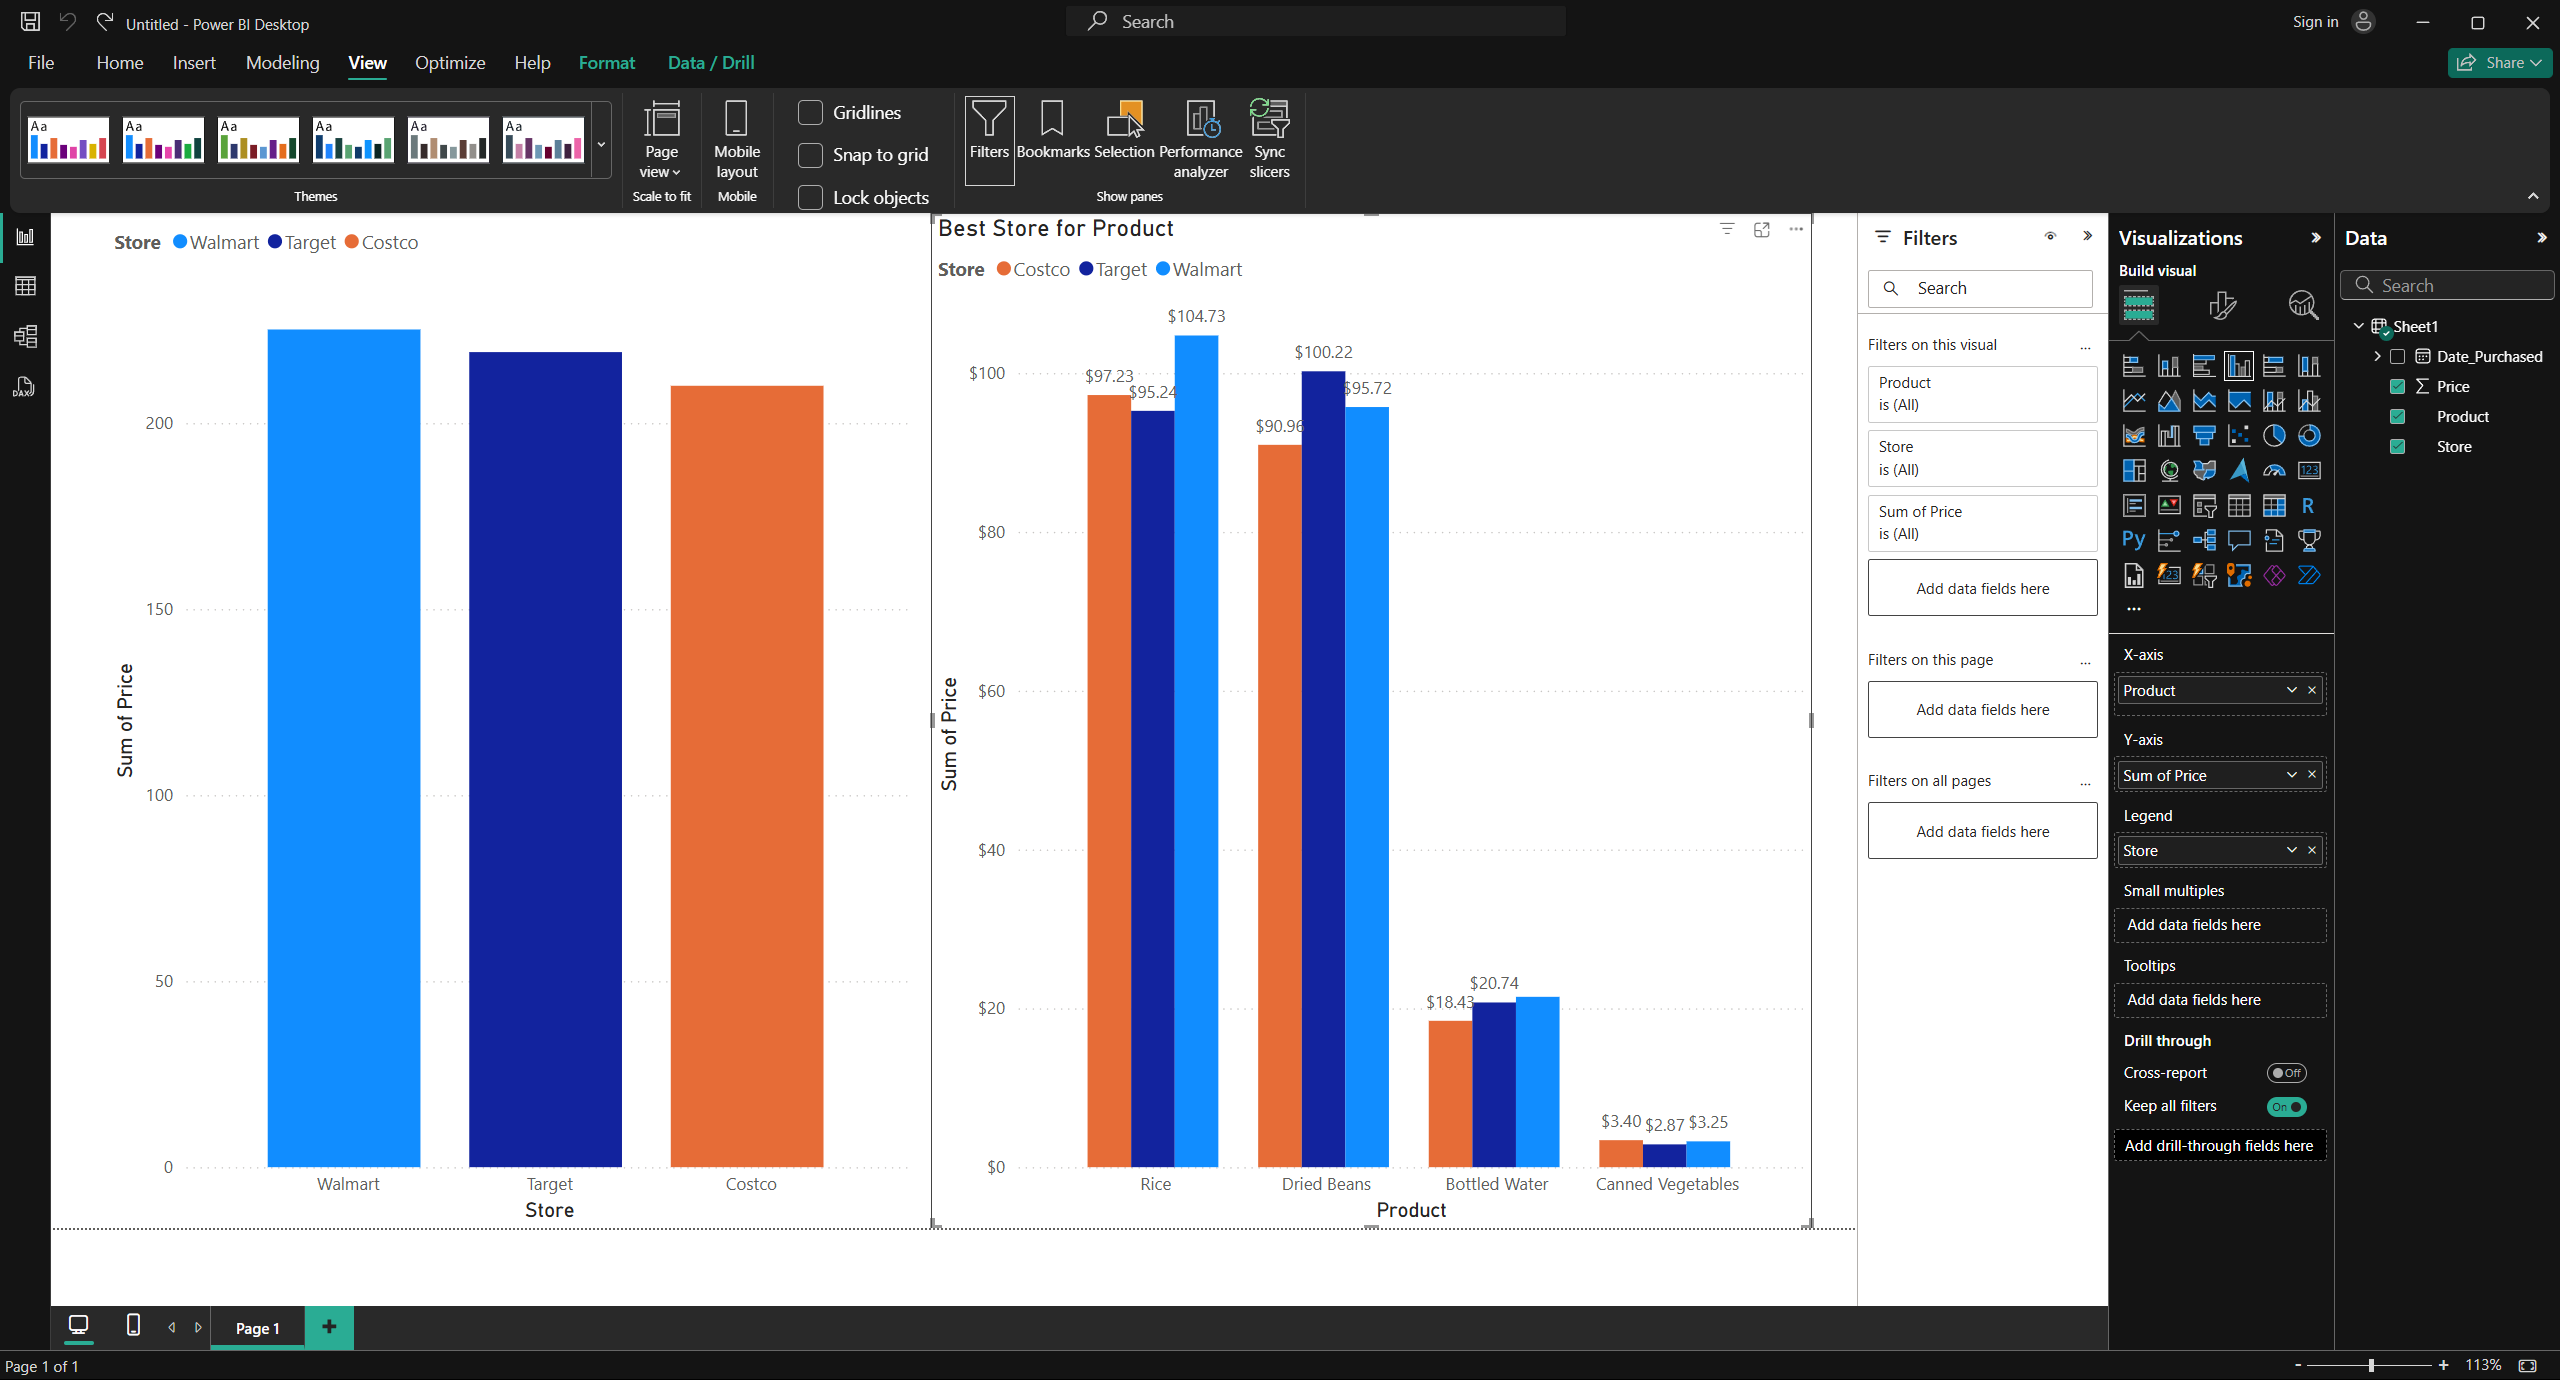 Untitled - Power BI Desktop
Search
Sign in
File Home Insert Modeling View Optimize Help Format Data / Drill
Share
Aa Aa Aa Aa Aa Aa
Themes
Page view
Scale to fit
Mobile layout
Mobile
Gridlines
Snap to grid
Lock objects
Filters
Bookmarks
Selection
Performance analyzer
Sync slicers
Show panes
DAX
Store Walmart Target Costco
Sum of Price
200
150
100
50
0
Walmart Target Costco
Store
Best Store for Product
Store Costco Target Walmart
Sum of Price
$100
$80
$60
$40
$20
$0
$97.23
$95.24
$104.73
$90.96
$100.22
$95.72
$18.43
$20.74
$3.40
$2.87
$3.25
Rice Dried Beans Bottled Water Canned Vegetables
Product
Filters
Search
Filters on this visual ...
Product
is (All)
Store
is (All)
Sum of Price
is (All)
Add data fields here
Filters on this page ...
Add data fields here
Filters on all pages ...
Add data fields here
Visualizations
Build visual
123
R
Py
123
...
X-axis
Product
Y-axis
Sum of Price
Legend
Store
Small multiples
Add data fields here
Tooltips
Add data fields here
Drill through
Cross-report Off
Keep all filters On
Add drill-through fields here
Data
Search
Sheet1
Date_Purchased
Price
Product
Store
Page 1
+
Page 1 of 1
- + 113%